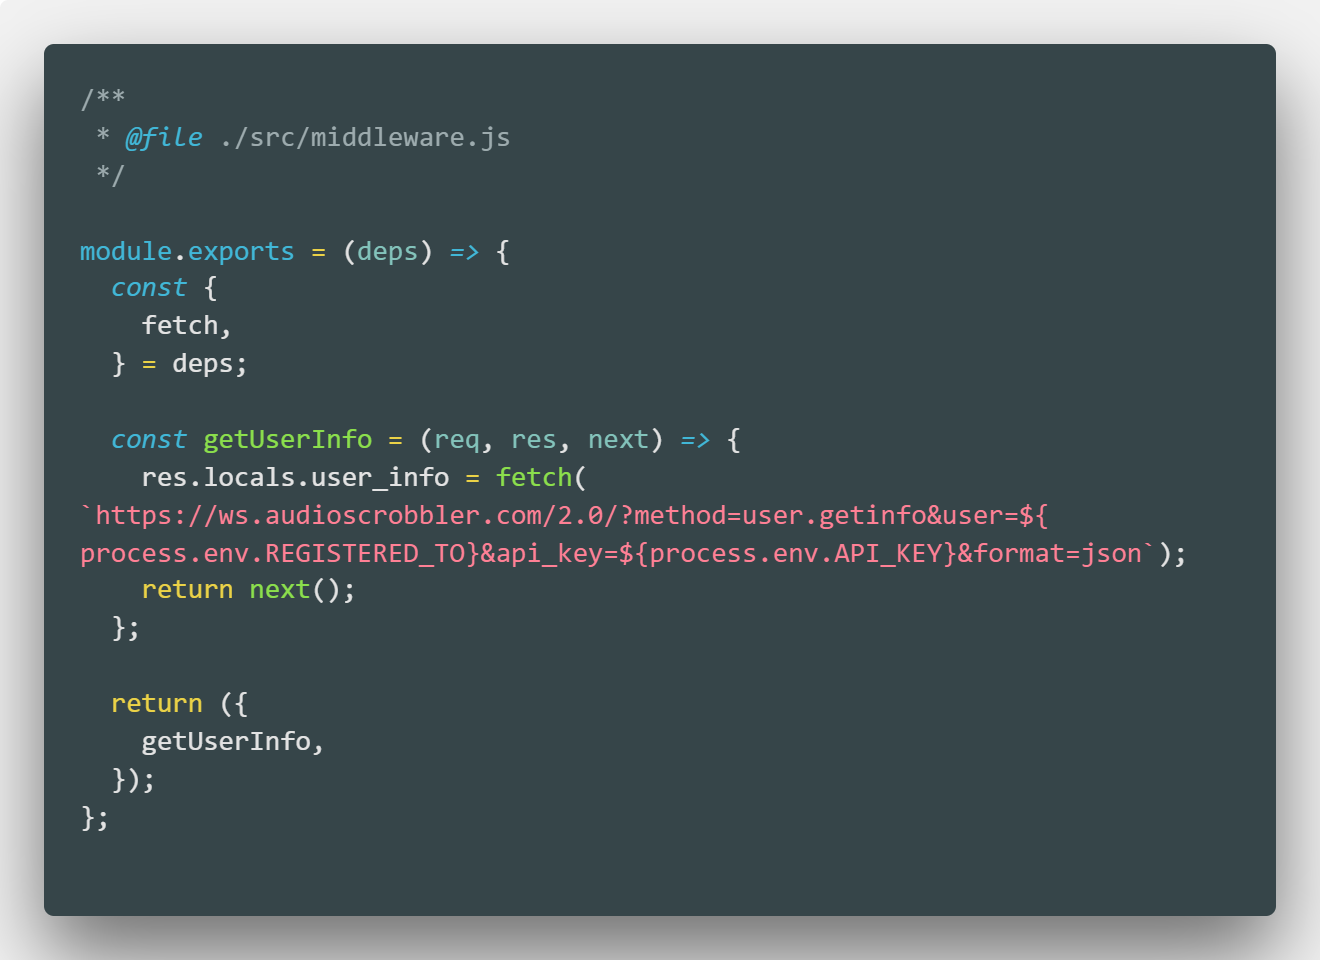 /**
 * @file ./src/middleware.js
 */

module.exports = (deps) => {
  const {
    fetch,
  } = deps;

  const getUserInfo = (req, res, next) => {
    res.locals.user_info = fetch(
`https://ws.audioscrobbler.com/2.0/?method=user.getinfo&user=${
process.env.REGISTERED_TO}&api_key=${process.env.API_KEY}&format=json`);
    return next();
  };

  return ({
    getUserInfo,
  });
};